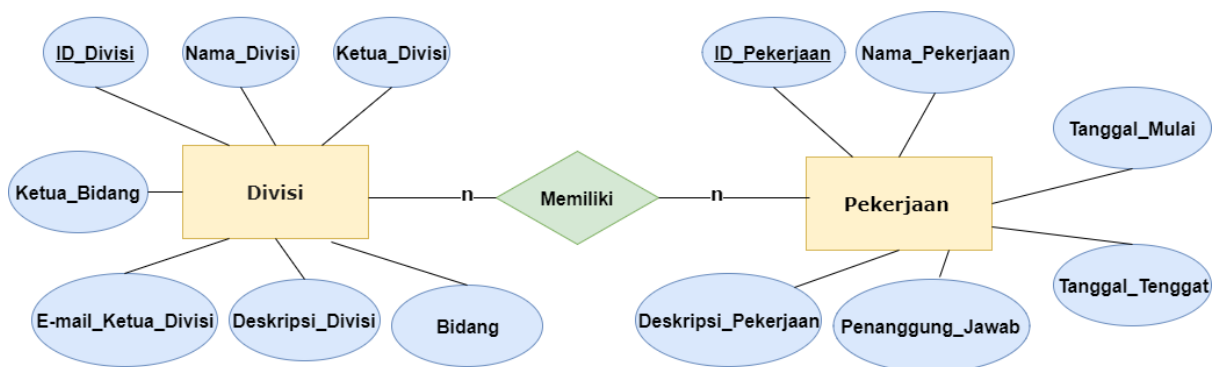 ID_Divisi
Nama_Divisi
Ketua_Divisi
ID_Pekerjaan
Nama_Pekerjaan
Tanggal_Mulai
Ketua_Bidang
Divisi
n
Memiliki
n
Pekerjaan
Tanggal_Tenggat
E-mail_Ketua_Divisi
Deskripsi_Divisi
Bidang
Deskripsi_Pekerjaan
Penanggung_Jawab